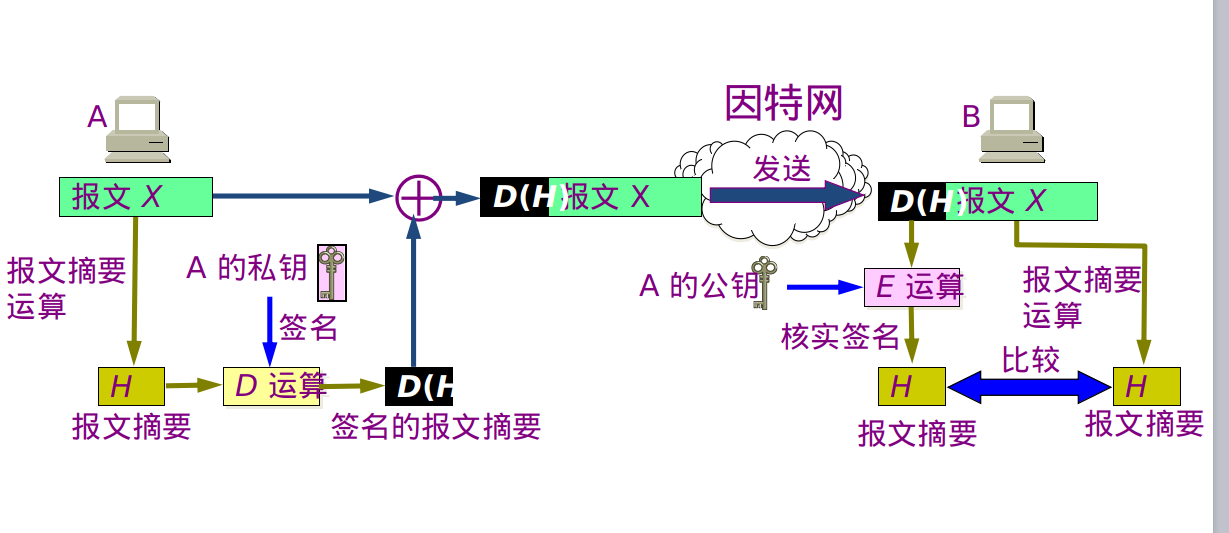 因特网
A
B
发送
报文 X
D(H)
报文 X
D(H)
报文 X
报文摘要
运算
A 的私钥
签名
A 的公钥
E 运算
核实签名
报文摘要
运算
比较
H
D 运算
D(H
H
H
报文摘要
签名的报文摘要
报文摘要
报文摘要